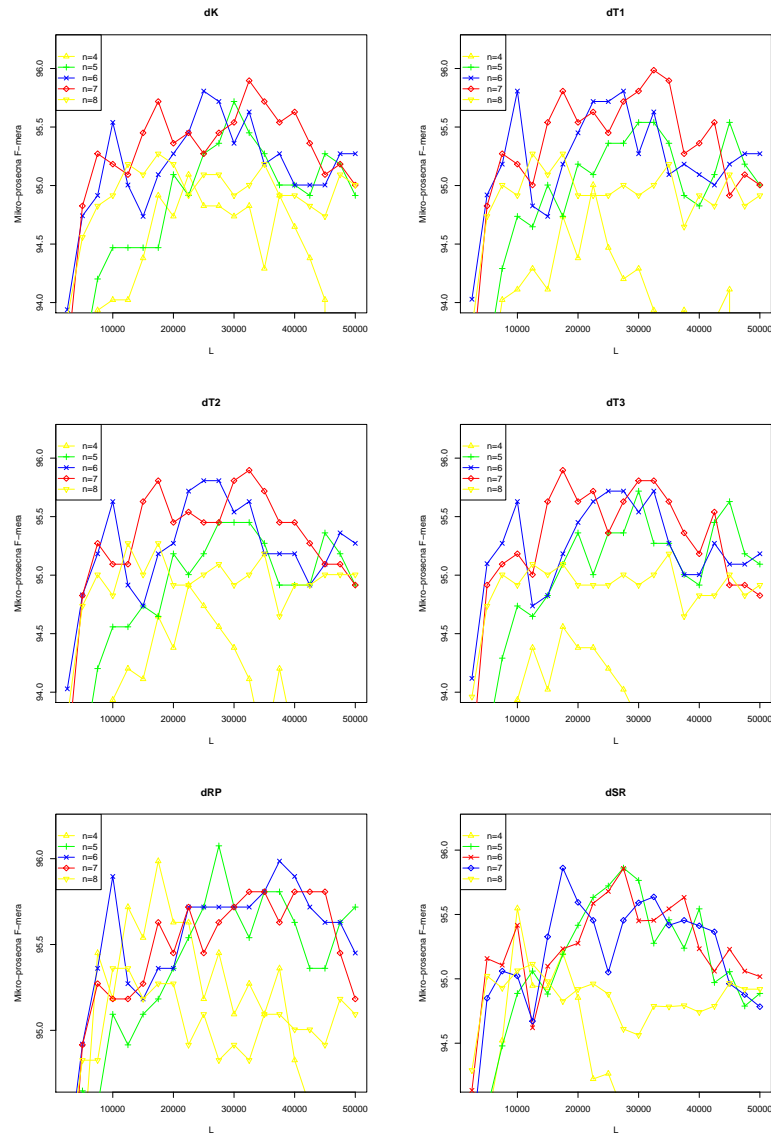 dK
n=4
n=5
n=6
n=7
n=8
Mikro−prosecna F−mera
94.0
94.5
95.0
95.5
96.0
10000 20000 30000 40000 50000
L
dT1
n=4
n=5
n=6
n=7
n=8
Mikro−prosecna F−mera
94.0
94.5
95.0
95.5
96.0
10000 20000 30000 40000 50000
L
dT2
n=4
n=5
n=6
n=7
n=8
Mikro−prosecna F−mera
94.0
94.5
95.0
95.5
96.0
10000 20000 30000 40000 50000
L
dT3
n=4
n=5
n=6
n=7
n=8
Mikro−prosecna F−mera
94.0
94.5
95.0
95.5
96.0
10000 20000 30000 40000 50000
L
dRP
n=4
n=5
n=6
n=7
n=8
Mikro−prosecna F−mera
95.0
95.5
96.0
10000 20000 30000 40000 50000
L
dSR
n=4
n=5
n=6
n=7
n=8
Mikro−prosecna F−mera
94.5
95.0
95.5
96.0
10000 20000 30000 40000 50000
L